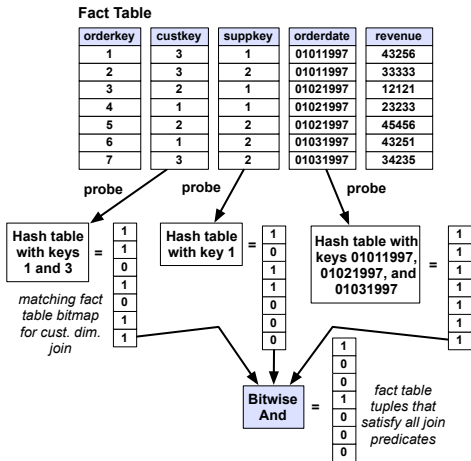 Fact Table
orderkey custkey suppkey orderdate revenue
1 3 1 01011997 43256
2 3 2 01011997 33333
3 2 1 01021997 12121
4 1 1 01021997 23233
5 2 2 01021997 45456
6 1 2 01031997 43251
7 3 2 01031997 34235
probe
probe
probe
Hash table
with keys
1 and 3
=
1
1
0
1
0
1
1
matching fact
table bitmap
for cust. dim.
join
Hash table
with key 1
=
1
0
1
1
0
0
0
Hash table with
keys 01011997,
01021997, and
01031997
=
1
1
1
1
1
1
1
Bitwise
And
=
1
0
0
1
0
0
0
fact table
tuples that
satisfy all join
predicates